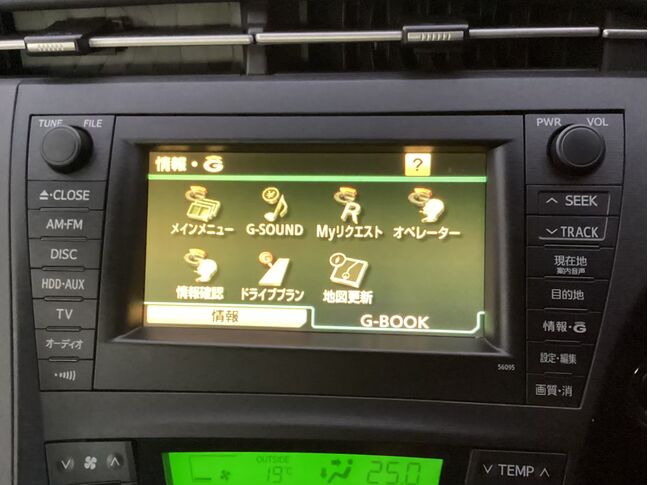 TUNE FILE
PWR VOL
情報・G
?
▲・CLOSE
AM・FM
DISC
HDD・AUX
TV
オーディオ
メインメニュー G-SOUND Myリクエスト オペレーター
情報確認 ドライブプラン 地図更新
情報 G-BOOK
∧ SEEK
∨ TRACK
現在地
案内音声
目的地
情報・G
設定・編集
画質・消
56095
OUTSIDE
19℃ 25.0
∨ ∧
∨ TEMP ∧